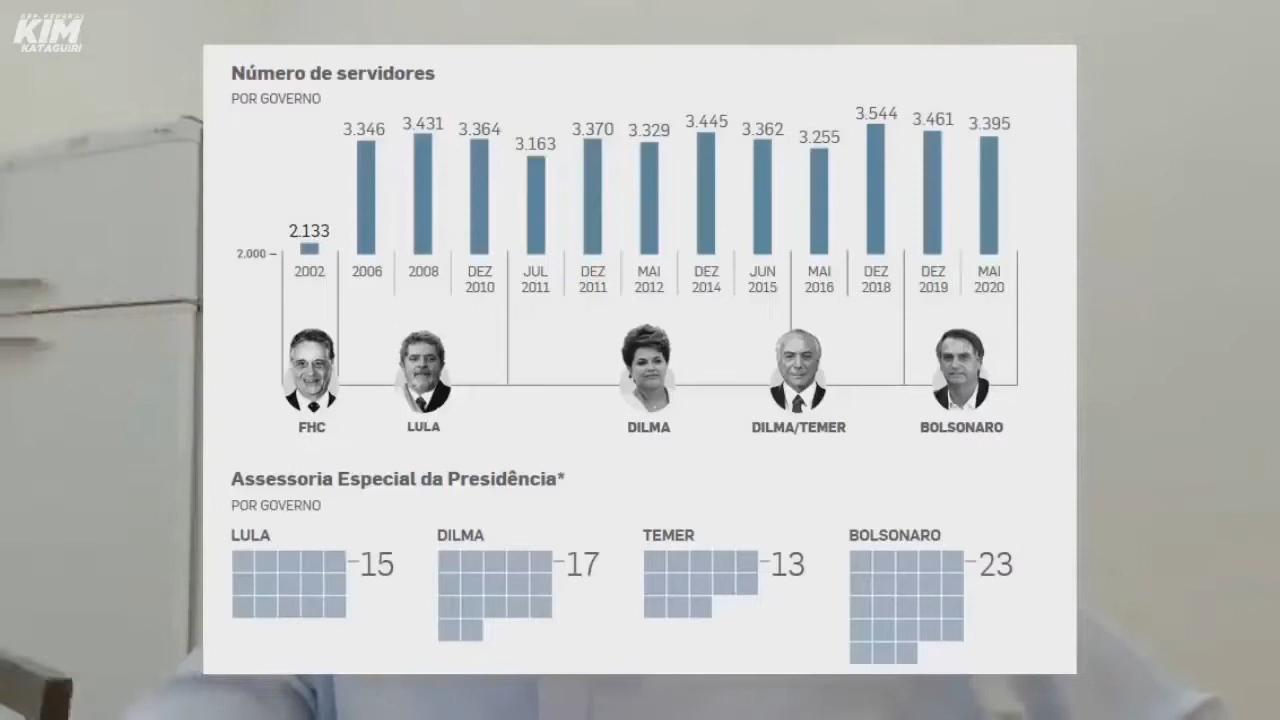 DEP. FEDERAL
KIM
KATAGUIRI
Número de servidores
POR GOVERNO
3.346 3.431 3.364 3.163 3.370 3.329 3.445 3.362 3.255 3.544 3.461 3.395
2.133
2.000
2002 2006 2008 DEZ JUL DEZ MAI DEZ JUN MAI DEZ DEZ MAI
2010 2011 2011 2012 2014 2015 2016 2018 2019 2020
FHC LULA DILMA DILMA/TEMER BOLSONARO
Assessoria Especial da Presidência*
POR GOVERNO
LULA DILMA TEMER BOLSONARO
15 17 13 23